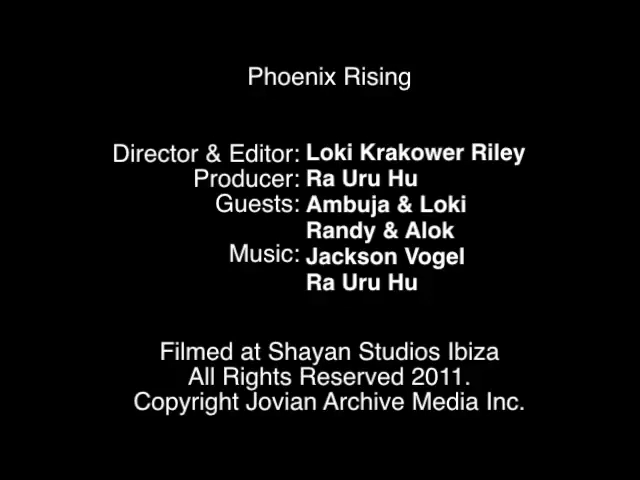 Phoenix Rising
Director & Editor: Loki Krakower Riley
Producer: Ra Uru Hu
Guests: Ambuja & Loki
Randy & Alok
Music: Jackson Vogel
Ra Uru Hu
Filmed at Shayan Studios Ibiza
All Rights Reserved 2011.
Copyright Jovian Archive Media Inc.